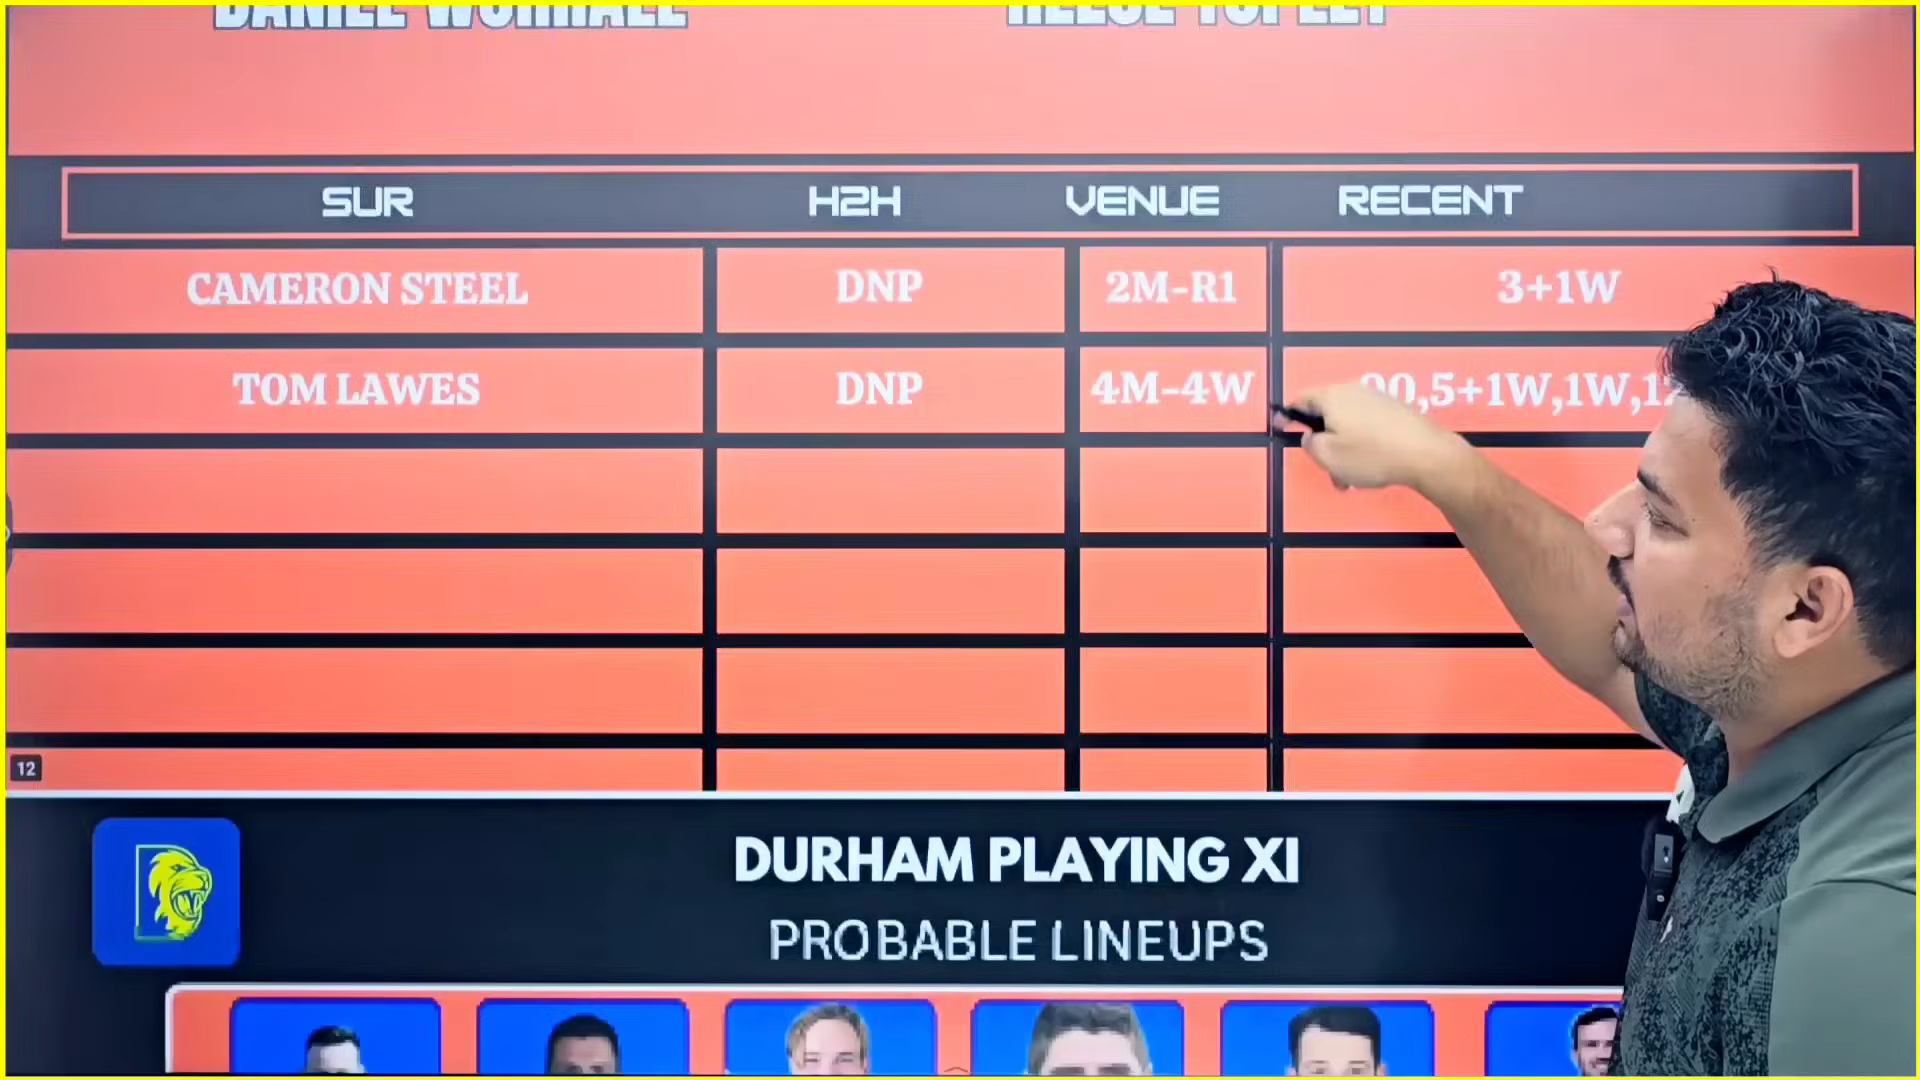 SUR H2H VENUE RECENT
CAMERON STEEL DNP 2M-R1 3+1W
TOM LAWES DNP 4M-4W 00,5+1W,1W,
12
DURHAM PLAYING XI
PROBABLE LINEUPS